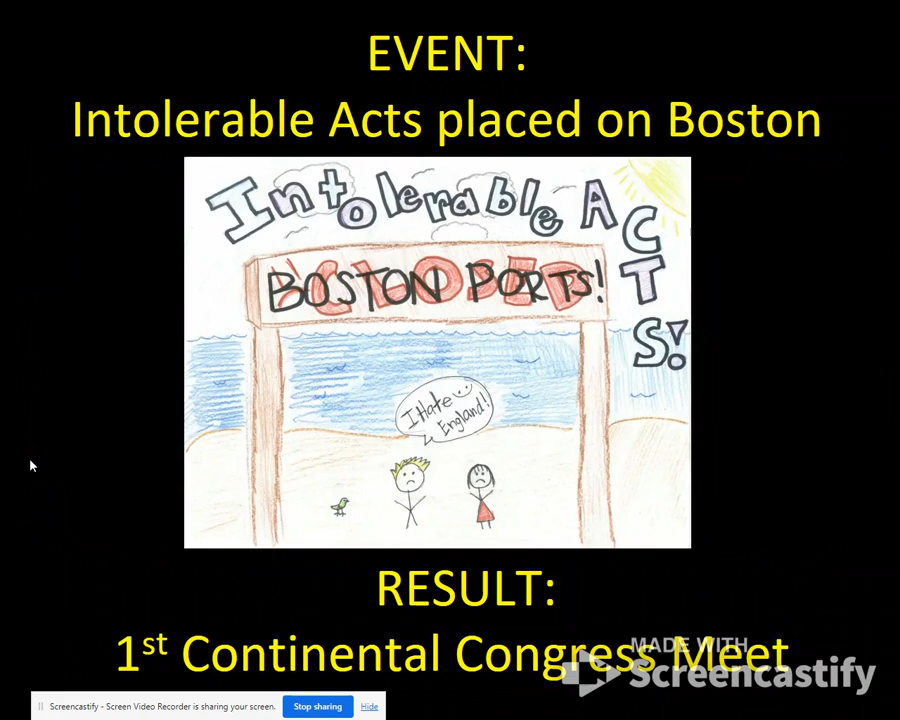 EVENT:
Intolerable Acts placed on Boston
Intolerable ACTS!
CLOSED
BOSTON PORTS!
I Hate
England!
RESULT:
1st Continental Congress Meet
MADE WITH
Screencastify
Screencastify - Screen Video Recorder is sharing your screen.
Stop sharing
Hide